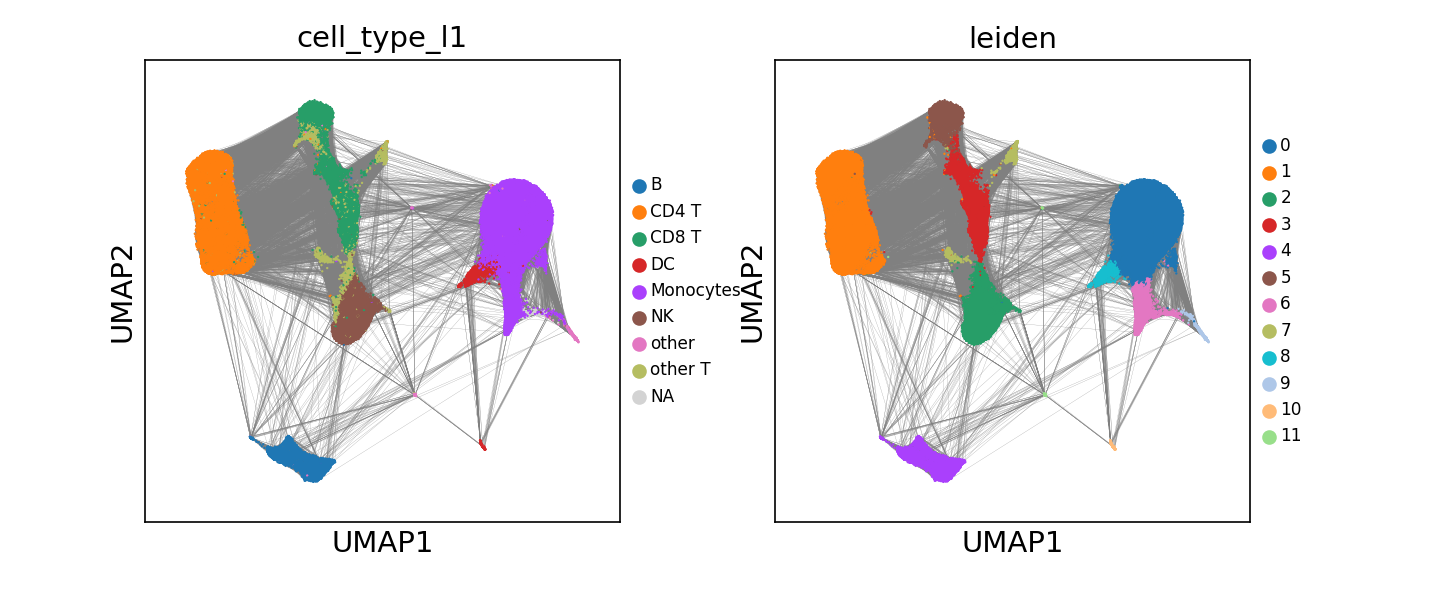 cell_type_l1
UMAP2
UMAP1
B
CD4 T
CD8 T
DC
Monocytes
NK
other
other T
NA
leiden
UMAP2
UMAP1
0
1
2
3
4
5
6
7
8
9
10
11